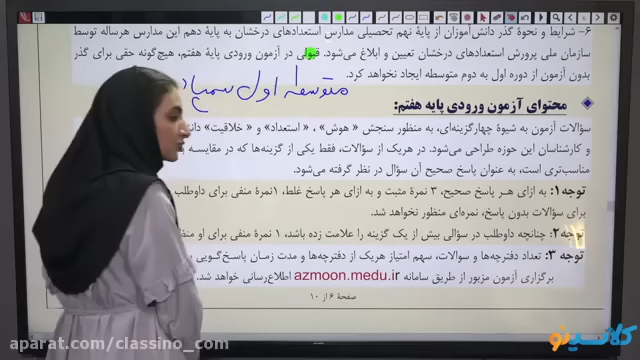 ۶- شرایط و نحوهٔ گذر دانش‌آموزان از پایهٔ نهم تحصیلی مدارس استعدادهای درخشان به پایهٔ دهم این مدارس هرساله توسط
سازمان ملی پرورش استعدادهای درخشان تعیین و ابلاغ می‌شود. قبولی در آزمون ورودی پایهٔ هفتم، هیچ‌گونه حقی برای گذر
بدون آزمون از دوره اول به دوم متوسطه ایجاد نخواهد کرد.
متوسطه اول سمپاد
محتوای آزمون ورودی پایه هفتم:
سؤالات آزمون به شیوهٔ چهارگزینه‌ای، به منظور سنجش «هوش» ، «استعداد» و «خلاقیت»
و کارشناسان این حوزه طراحی می‌شود. در هریک از سؤالات، فقط یکی از گزینه‌ها که در مقایسه
مناسب‌تری است، به عنوان پاسخ صحیح آن سؤال در نظر گرفته می‌شود.
توجه ۱: به ازای هـر پاسخ صحیح، ۳ نمرهٔ مثبت و به ازای هر پاسخ غلط، ۱نمرهٔ منفی برای داوطلب
برای سؤالات بدون پاسخ، نمره‌ای منظور نخواهد شد.
توجه۲: چنانچه داوطلب در سؤالی بیش از یک گزینه را علامت زده باشد، ۱ نمرهٔ منفی برای او
توجه ۳: تعداد دفترچه‌ها و سوالات، سهم امتیاز هریک از دفترچه‌ها و مدت زمـان پاسخ‌گویی
برگزاری آزمون مزبور از طریق سامانه azmoon.medu.ir اطلاع‌رسانی خواهد شد.
صفحهٔ ۶ از ۱۰
aparat.com/classino_com
کلاسینو